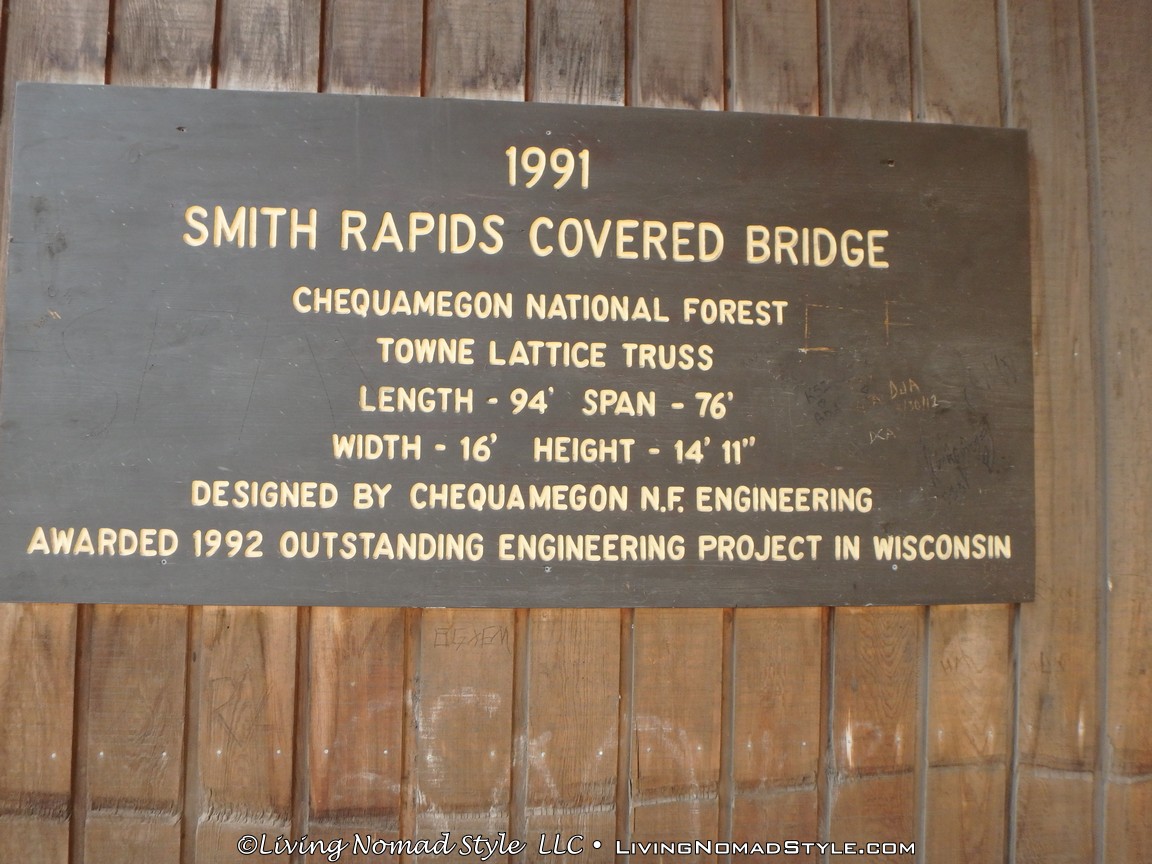 1991
SMITH RAPIDS COVERED BRIDGE
CHEQUAMEGON NATIONAL FOREST
TOWNE LATTICE TRUSS
LENGTH - 94' SPAN - 76'
WIDTH - 16' HEIGHT - 14' 11"
DESIGNED BY CHEQUAMEGON N.F. ENGINEERING
AWARDED 1992 OUTSTANDING ENGINEERING PROJECT IN WISCONSIN
©Living Nomad Style LLC • LivingNomadStyle.com